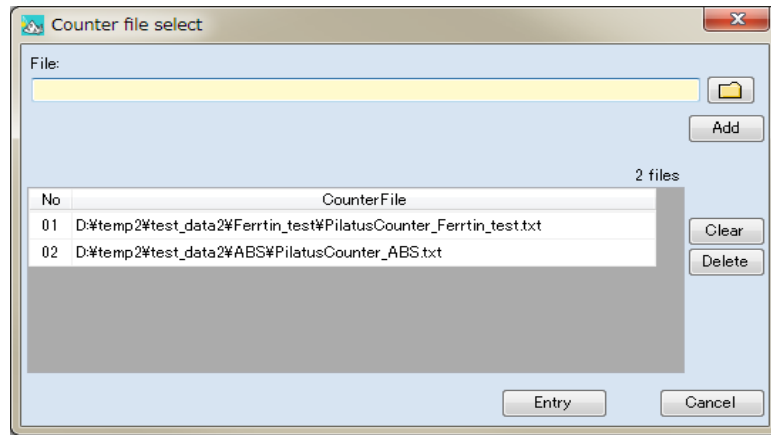 Counter file select
File:
Add
2 files
No CounterFile
01 D:¥temp2¥test_data2¥Ferrtin_test¥PilatusCounter_Ferrtin_test.txt
02 D:¥temp2¥test_data2¥ABS¥PilatusCounter_ABS.txt
Clear
Delete
Entry Cancel